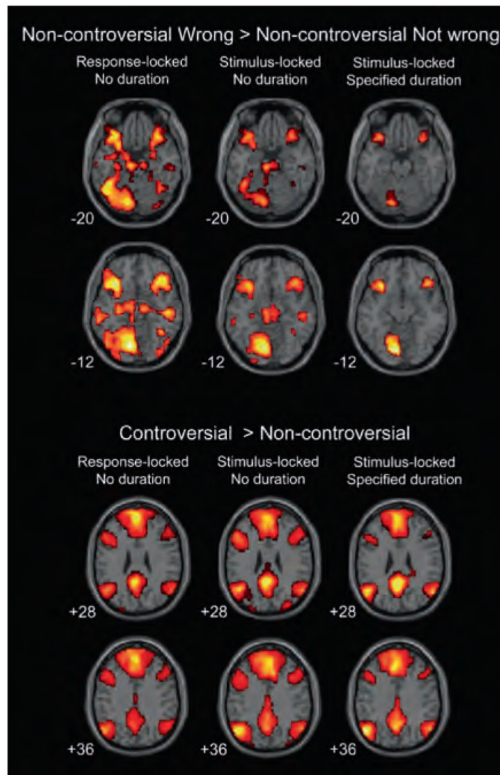 Non-controversial Wrong > Non-controversial Not wrong
Response-locked Stimulus-locked Stimulus-locked
No duration No duration Specified duration
-20 -20 -20
-12 -12 -12
Controversial > Non-controversial
Response-locked Stimulus-locked Stimulus-locked
No duration No duration Specified duration
+28 +28 +28
+36 +36 +36